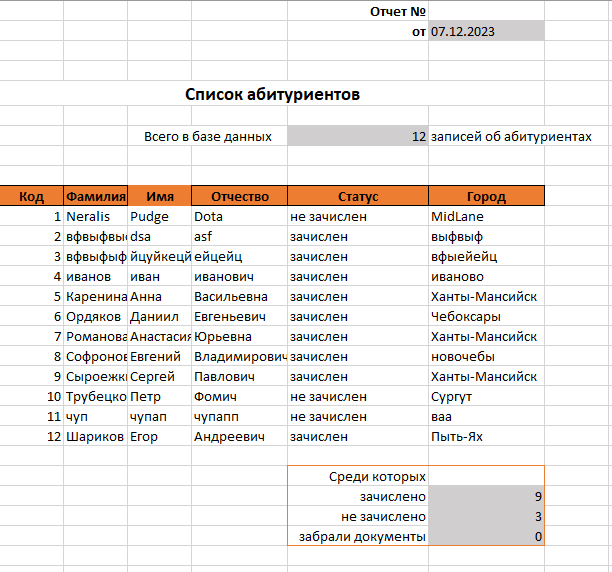 Отчет №
от 07.12.2023
Список абитуриентов
Всего в базе данных 12 записей об абитуриентах
Код Фамилия Имя Отчество Статус Город
1 Neralis Pudge Dota не зачислен MidLane
2 вфвыфвыс dsa asf зачислен выфвыф
3 вфвыфыф йцуйкецй ейцейц зачислен вфыейейц
4 иванов иван иванович зачислен иваново
5 Каренина Анна Васильевна зачислен Ханты-Мансийск
6 Ордяков Даниил Евгеньевич зачислен Чебоксары
7 Романова Анастасия Юрьевна зачислен Ханты-Мансийск
8 Софронов Евгений Владимирович зачислен новочебы
9 Сыроежки Сергей Павлович зачислен Ханты-Мансийск
10 Трубецко Петр Фомич не зачислен Сургут
11 чуп чупап чупапп не зачислен ваа
12 Шариков Егор Андреевич зачислен Пыть-Ях
Среди которых
зачислено 9
не зачислено 3
забрали документы 0